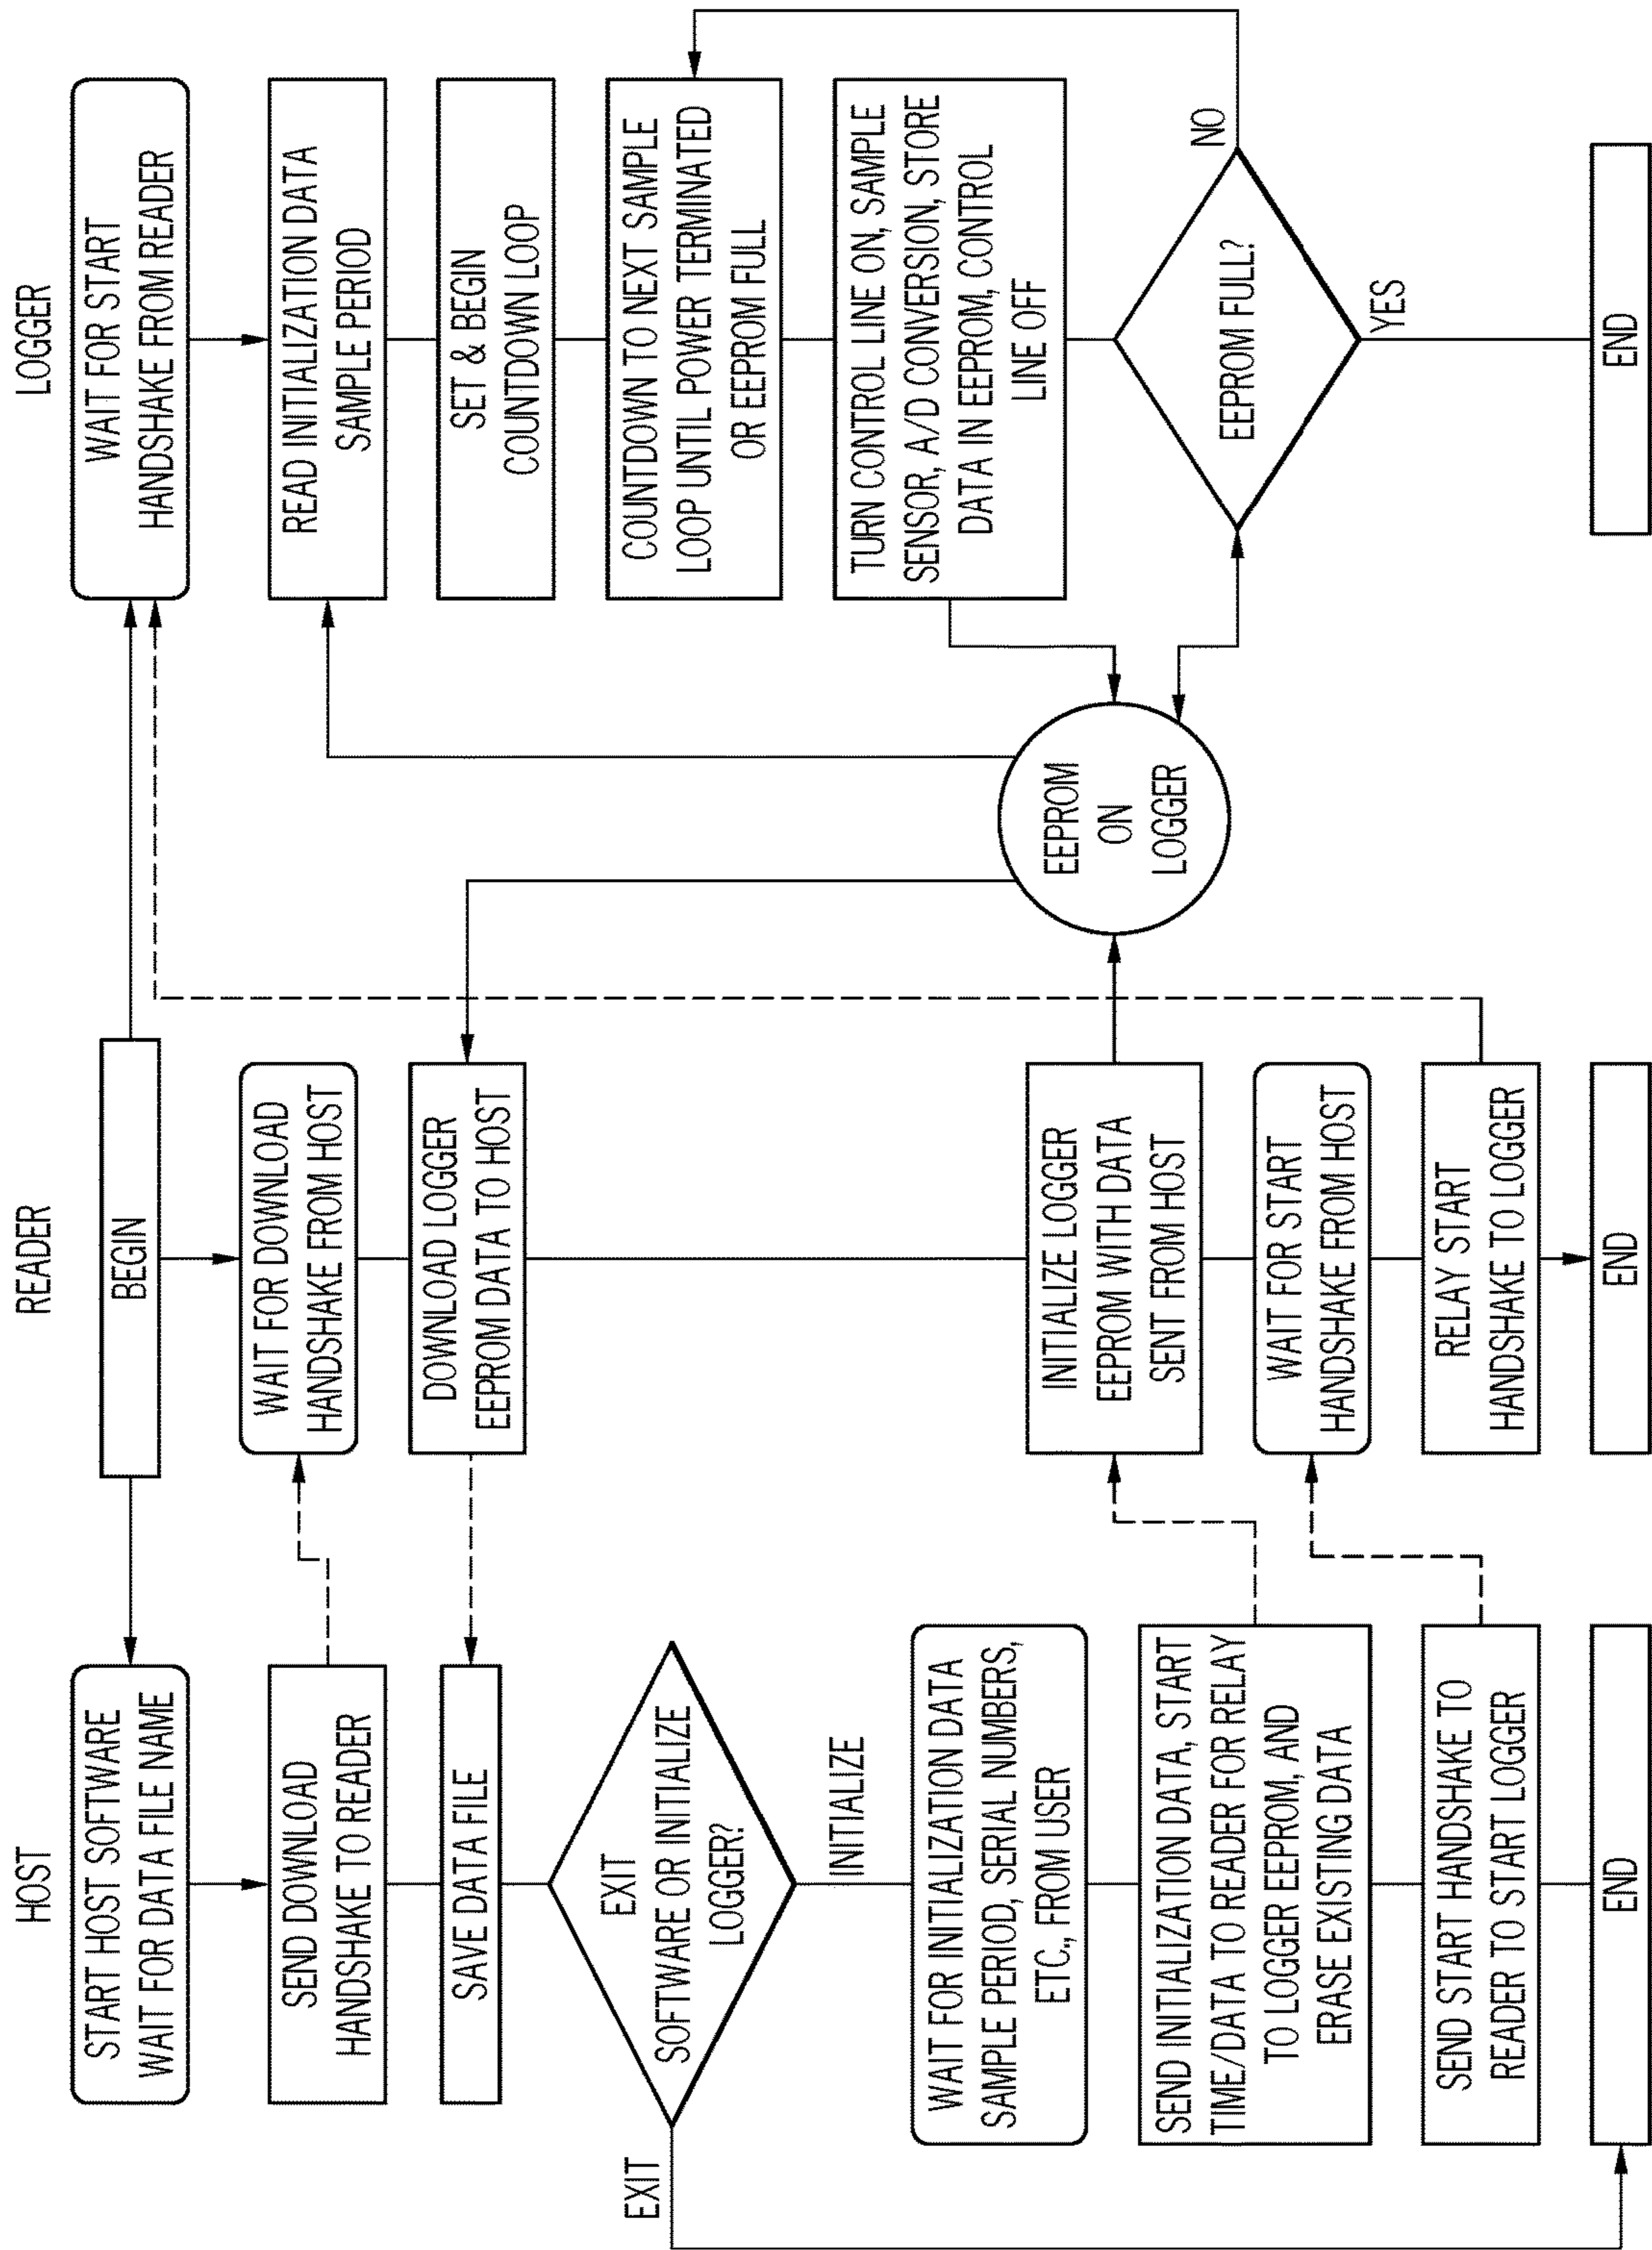 HOST
START HOST SOFTWARE
WAIT FOR DATA FILE NAME
SEND DOWNLOAD
HANDSHAKE TO READER
SAVE DATA FILE
EXIT
SOFTWARE OR INITIALIZE
LOGGER?
EXIT
INITIALIZE
WAIT FOR INITIALIZATION DATA
SAMPLE PERIOD, SERIAL NUMBERS,
ETC., FROM USER
SEND INITIALIZATION DATA, START
TIME/DATA TO READER FOR RELAY
TO LOGGER EEPROM, AND
ERASE EXISTING DATA
SEND START HANDSHAKE TO
READER TO START LOGGER
END
READER
BEGIN
WAIT FOR DOWNLOAD
HANDSHAKE FROM HOST
DOWNLOAD LOGGER
EEPROM DATA TO HOST
INITIALIZE LOGGER
EEPROM WITH DATA
SENT FROM HOST
WAIT FOR START
HANDSHAKE FROM HOST
RELAY START
HANDSHAKE TO LOGGER
END
EEPROM
ON
LOGGER
LOGGER
WAIT FOR START
HANDSHAKE FROM READER
READ INITIALIZATION DATA
SAMPLE PERIOD
SET & BEGIN
COUNTDOWN LOOP
COUNTDOWN TO NEXT SAMPLE
LOOP UNTIL POWER TERMINATED
OR EEPROM FULL
TURN CONTROL LINE ON, SAMPLE
SENSOR, A/D CONVERSION, STORE
DATA IN EEPROM, CONTROL
LINE OFF
EEPROM FULL?
NO
YES
END